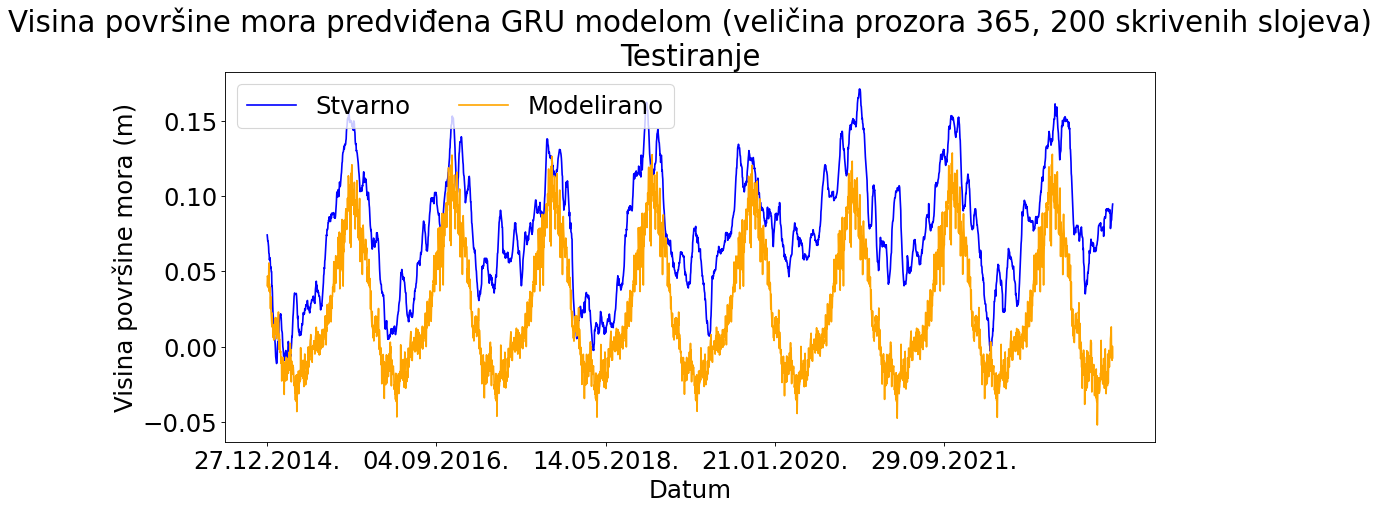 Visina površine mora predviđena GRU modelom (veličina prozora 365, 200 skrivenih slojeva)
Testiranje
Stvarno Modelirano
Visina površine mora (m)
0.15
0.10
0.05
0.00
−0.05
27.12.2014. 04.09.2016. 14.05.2018. 21.01.2020. 29.09.2021.
Datum